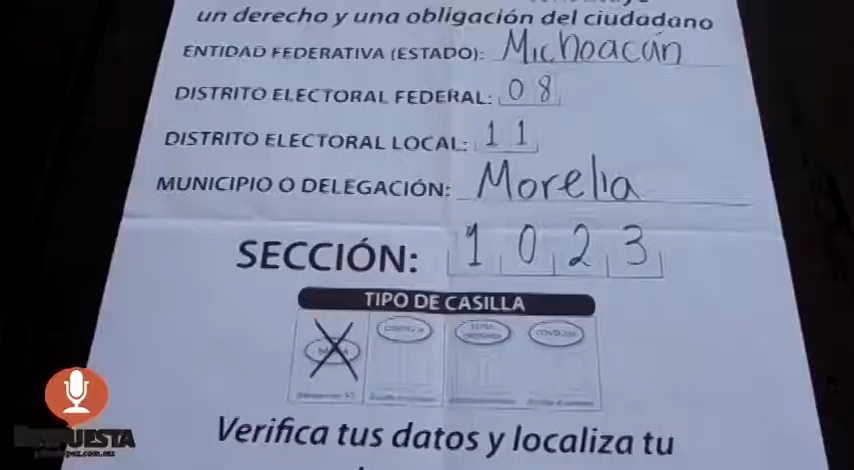 un derecho y una obligación del ciudadano
ENTIDAD FEDERATIVA (ESTADO): Michoacán
DISTRITO ELECTORAL FEDERAL: 08
DISTRITO ELECTORAL LOCAL: 11
MUNICIPIO O DELEGACIÓN: Morelia
SECCIÓN: 1023
TIPO DE CASILLA
Verifica tus datos y localiza tu